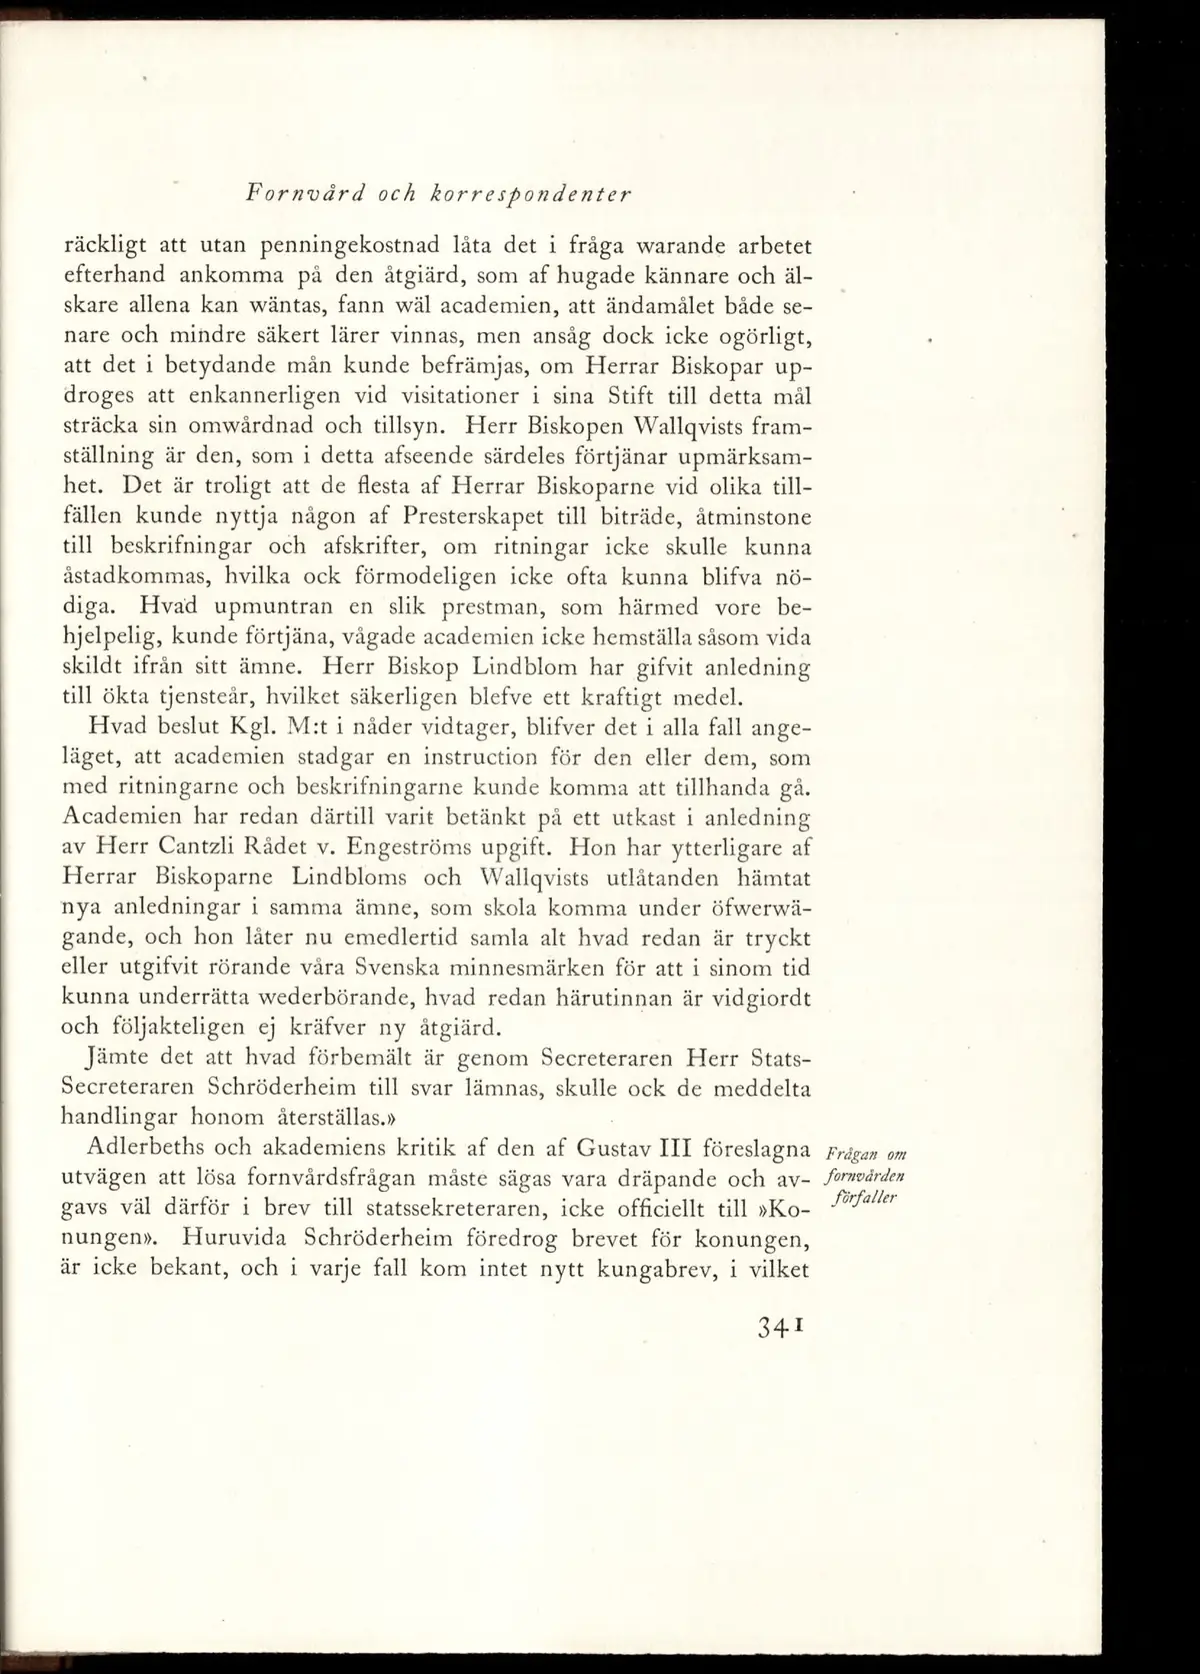 Fornvård och korrespondenter
räckligt att utan penningekostnad låta det i fråga warande arbetet
efterhand ankomma på den åtgiärd, som af hugade kännare och äl-
skare allena kan wäntas, fann wäl academien, att ändamålet både se-
nare och mindre säkert lärer vinnas, men ansåg dock icke ogörligt,
att det i betydande mån kunde befrämjas, om Herrar Biskopar up-
droges att enkannerligen vid visitationer i sina Stift till detta mål
sträcka sin omwårdnad och tillsyn. Herr Biskopen Wallqvists fram-
ställning är den, som i detta afseende särdeles förtjänar upmärksam-
het. Det är troligt att de flesta af Herrar Biskoparne vid olika till-
fällen kunde nyttja någon af Presterskapet till biträde, åtminstone
till beskrifningar och afskrifter, om ritningar icke skulle kunna
åstadkommas, hvilka ock förmodeligen icke ofta kunna blifva nö-
diga. Hvad upmuntran en slik prestman, som härmed vore be-
hjelpelig, kunde förtjäna, vågade academien icke hemställa såsom vida
skildt ifrån sitt ämne. Herr Biskop Lindblom har gifvit anledning
till ökta tjensteår, hvilket säkerligen blefve ett kraftigt medel.
Hvad beslut Kgl. M:t i nåder vidtager, blifver det i alla fall ange-
läget, att academien stadgar en instruction för den eller dem, som
med ritningarne och beskrifningarne kunde komma att tillhanda gå.
Academien har redan därtill varit betänkt på ett utkast i anledning
av Herr Cantzli Rådet v. Engeströms upgift. Hon har ytterligare af
Herrar Biskoparne Lindbloms och Wallqvists utlåtanden hämtat
nya anledningar i samma ämne, som skola komma under öfwerwä-
gande, och hon låter nu emedlertid samla alt hvad redan är tryckt
eller utgifvit rörande våra Svenska minnesmärken för att i sinom tid
kunna underrätta wederbörande, hvad redan härutinnan är vidgiordt
och följakteligen ej kräfver ny åtgiärd.
Jämte det att hvad förbemält är genom Secreteraren Herr Stats-
Secreteraren Schröderheim till svar lämnas, skulle ock de meddelta
handlingar honom återställas.»
Adlerbeths och akademiens kritik af den af Gustav III föreslagna
utvägen att lösa fornvårdsfrågan måste sägas vara dräpande och av-
gavs väl därför i brev till statssekreteraren, icke officiellt till »Ko-
nungen». Huruvida Schröderheim föredrog brevet för konungen,
är icke bekant, och i varje fall kom intet nytt kungabrev, i vilket
Frågan om
fornvården
förfaller
341